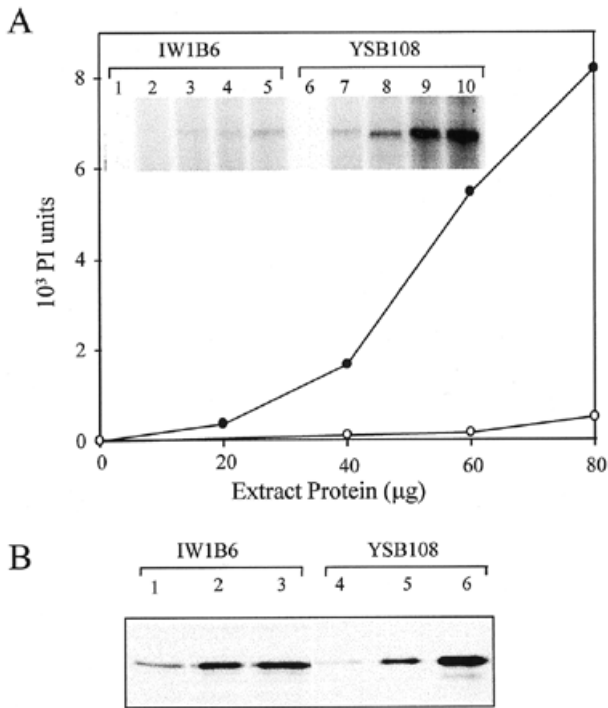 A
IW1B6 YSB108
1 2 3 4 5 6 7 8 9 10
8
6
4
2
0
10³ PI units
0 20 40 60 80
Extract Protein (μg)
B
IW1B6 YSB108
1 2 3 4 5 6